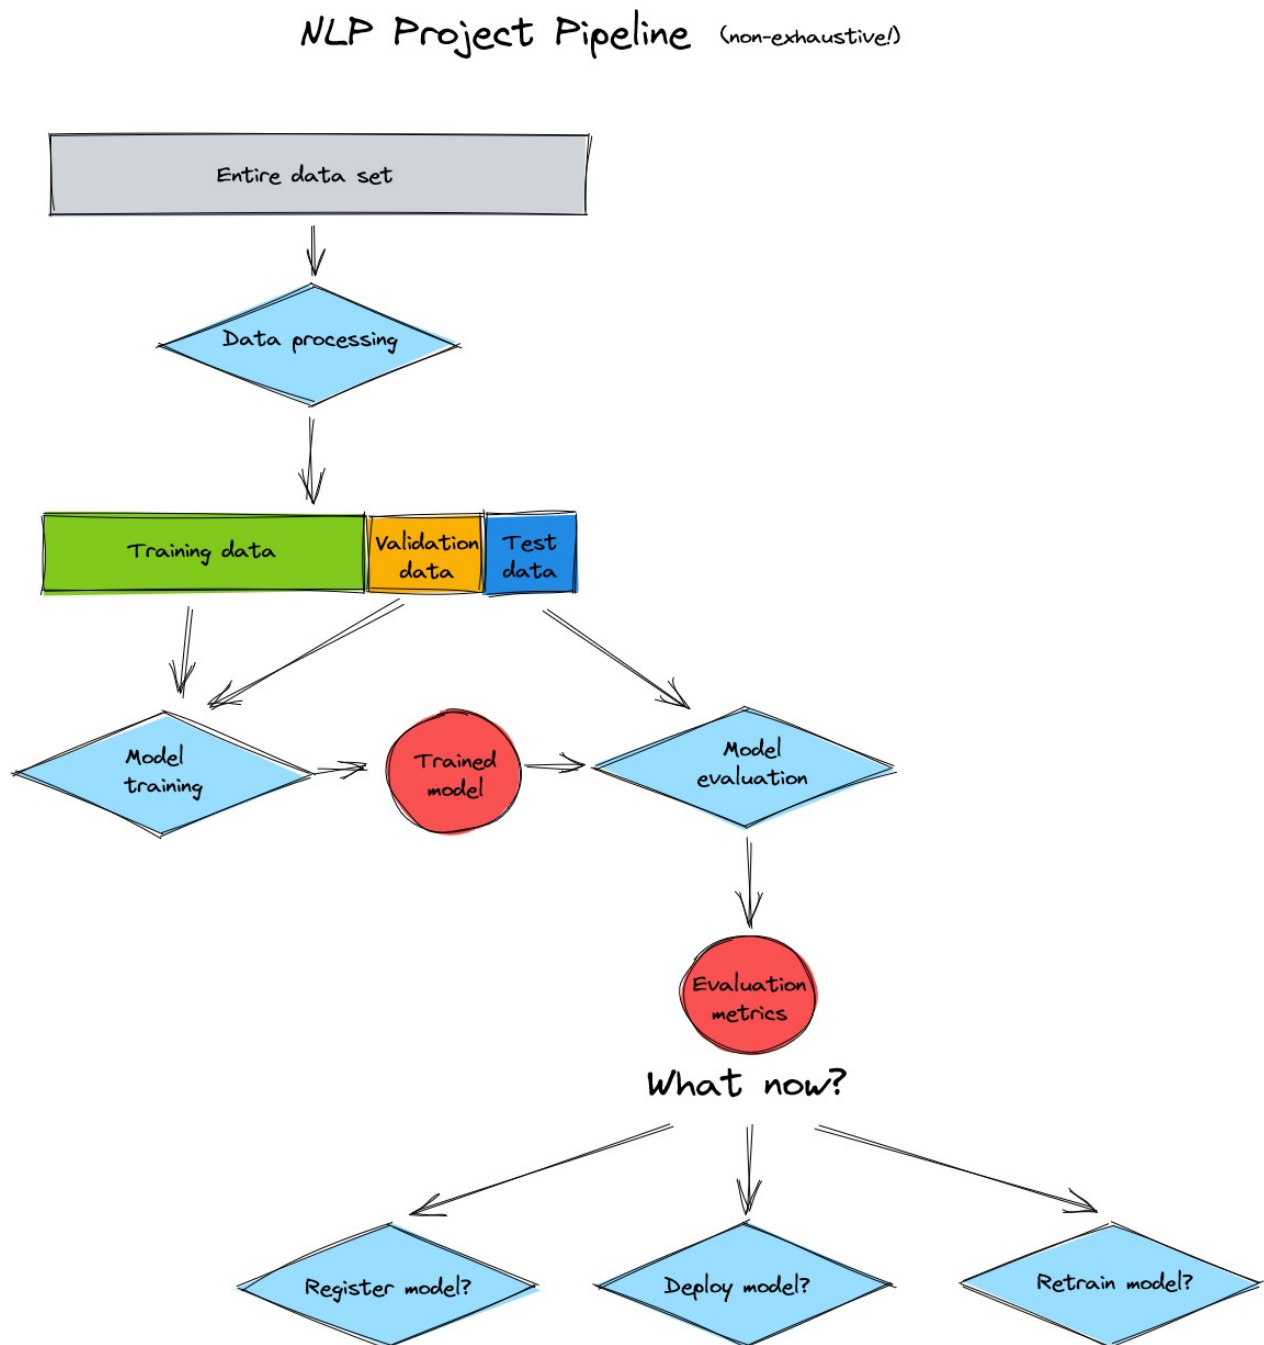 NLP Project Pipeline (non-exhaustive!)
Entire data set
Data processing
Training data
Validation
data
Test
data
Model
training
Trained
model
Model
evaluation
Evaluation
metrics
What now?
Register model?
Deploy model?
Retrain model?